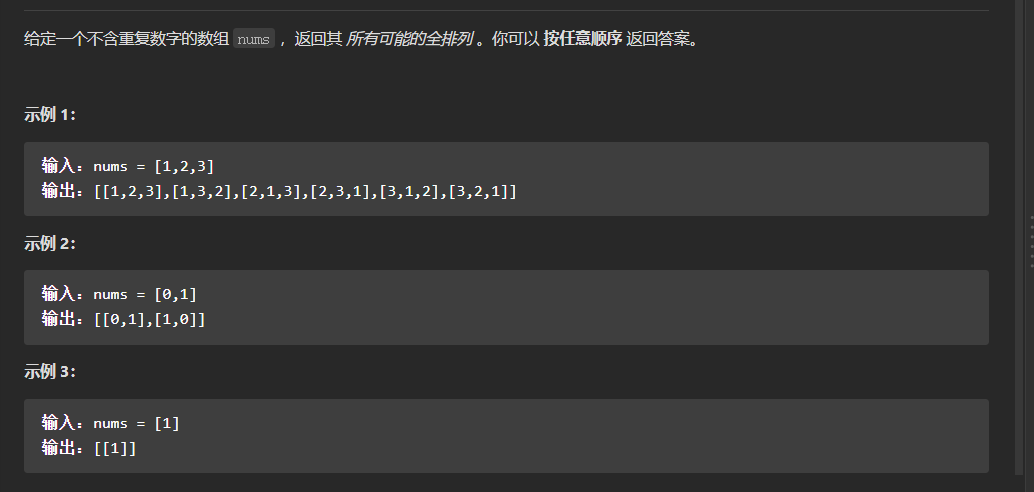 给定一个不含重复数字的数组 nums ，返回其 所有可能的全排列 。你可以 按任意顺序 返回答案。
示例 1：
输入：nums = [1,2,3]
输出：[[1,2,3],[1,3,2],[2,1,3],[2,3,1],[3,1,2],[3,2,1]]
示例 2：
输入：nums = [0,1]
输出：[[0,1],[1,0]]
示例 3：
输入：nums = [1]
输出：[[1]]